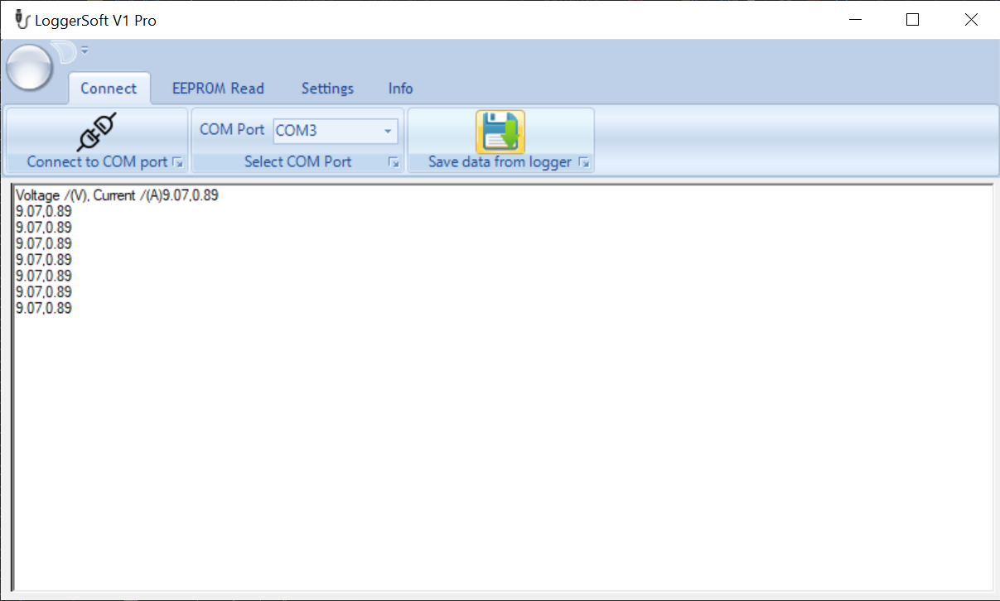 LoggerSoft V1 Pro
Connect EEPROM Read Settings Info
COM Port COM3
Connect to COM port Select COM Port Save data from logger
Voltage /(V), Current /(A)9.07,0.89
9.07,0.89
9.07,0.89
9.07,0.89
9.07,0.89
9.07,0.89
9.07,0.89
9.07,0.89